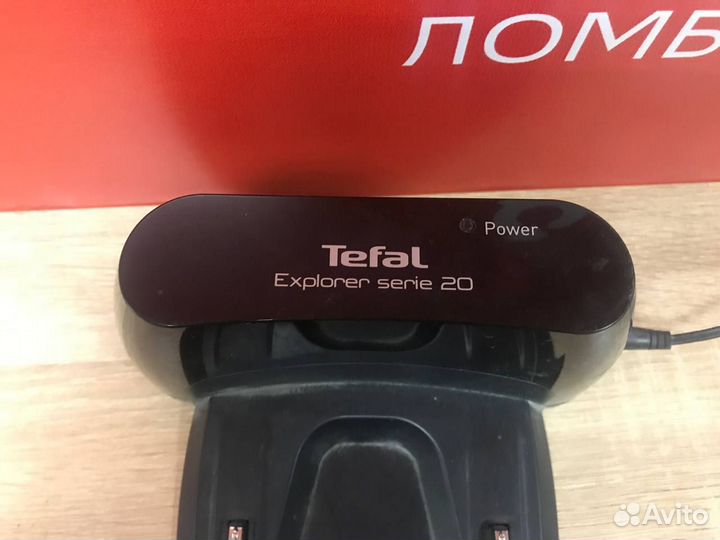 ЛОМБ
Power
Tefal
Explorer serie 20
Avito